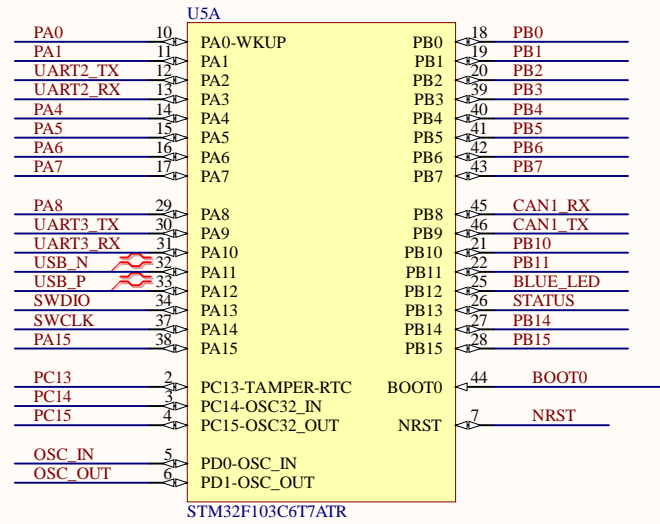 U5A
PA0 10 PA0-WKUP PB0 18 PB0
PA1 11 PA1 PB1 19 PB1
UART2_TX 12 PA2 PB2 20 PB2
UART2_RX 13 PA3 PB3 39 PB3
PA4 14 PA4 PB4 40 PB4
PA5 15 PA5 PB5 41 PB5
PA6 16 PA6 PB6 42 PB6
PA7 17 PA7 PB7 43 PB7
PA8 29 PA8 PB8 45 CAN1_RX
UART3_TX 30 PA9 PB9 46 CAN1_TX
UART3_RX 31 PA10 PB10 21 PB10
USB_N 32 PA11 PB11 22 PB11
USB_P 33 PA12 PB12 25 BLUE_LED
SWDIO 34 PA13 PB13 26 STATUS
SWCLK 37 PA14 PB14 27 PB14
PA15 38 PA15 PB15 28 PB15
PC13 2 PC13-TAMPER-RTC BOOT0 44 BOOT0
PC14 3 PC14-OSC32_IN
PC15 4 PC15-OSC32_OUT NRST 7 NRST
OSC_IN 5 PD0-OSC_IN
OSC_OUT 6 PD1-OSC_OUT
STM32F103C6T7ATR